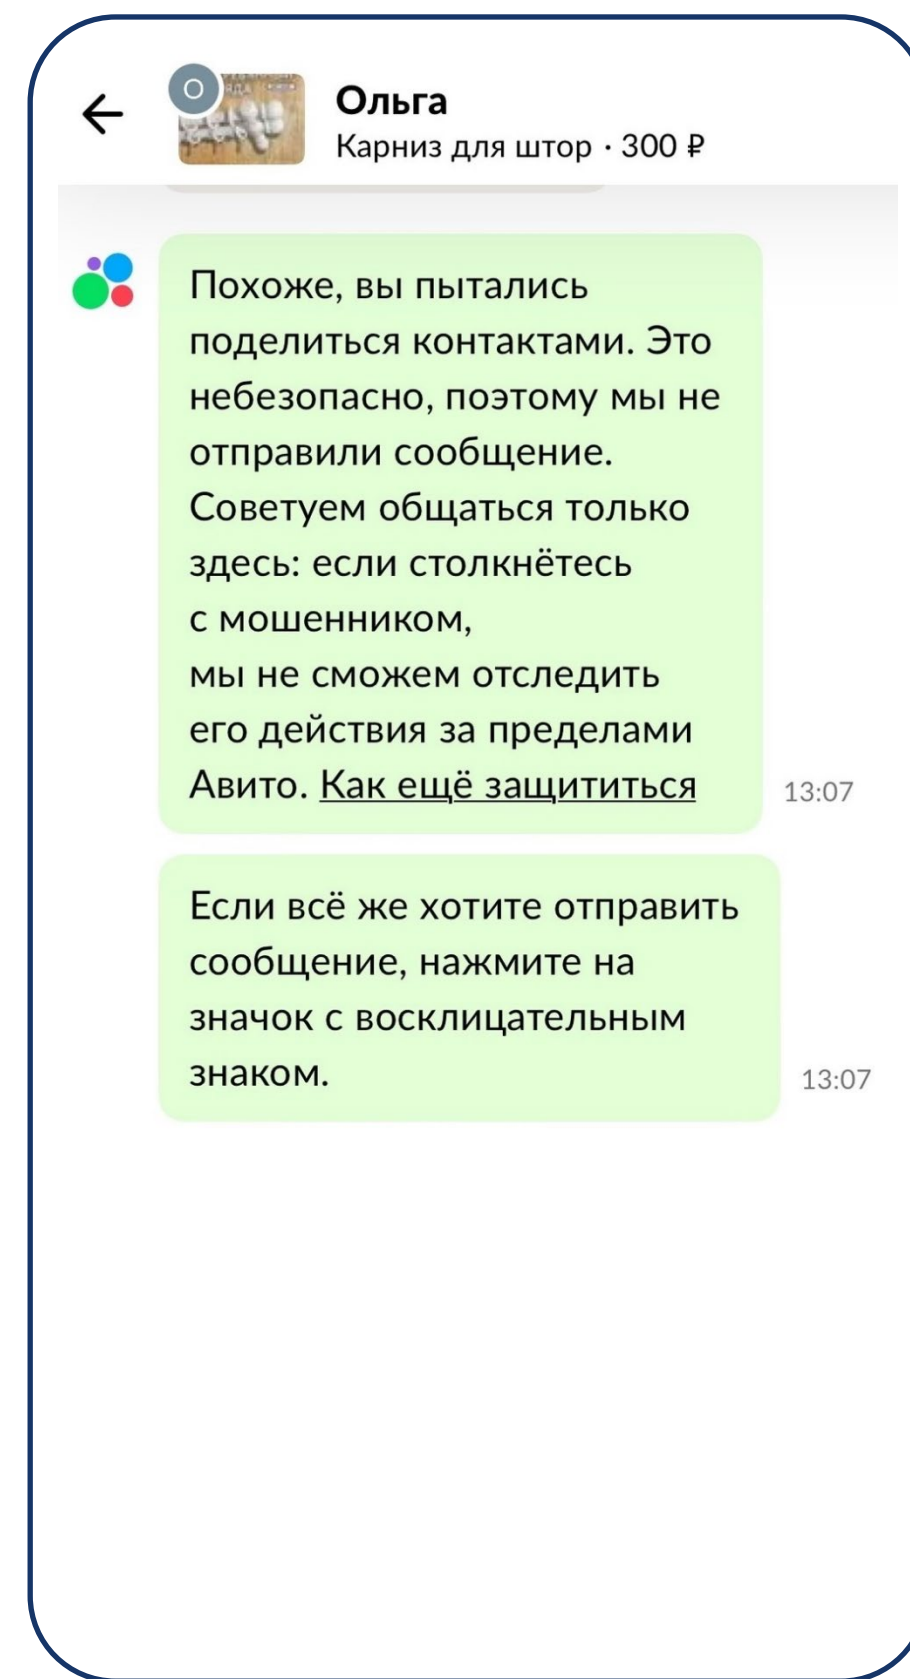 О
Ольга
Карниз для штор · 300 ₽
Похоже, вы пытались
поделиться контактами. Это
небезопасно, поэтому мы не
отправили сообщение.
Советуем общаться только
здесь: если столкнётесь
с мошенником,
мы не сможем отследить
его действия за пределами
Авито. Как ещё защититься
13:07
Если всё же хотите отправить
сообщение, нажмите на
значок с восклицательным
знаком.
13:07